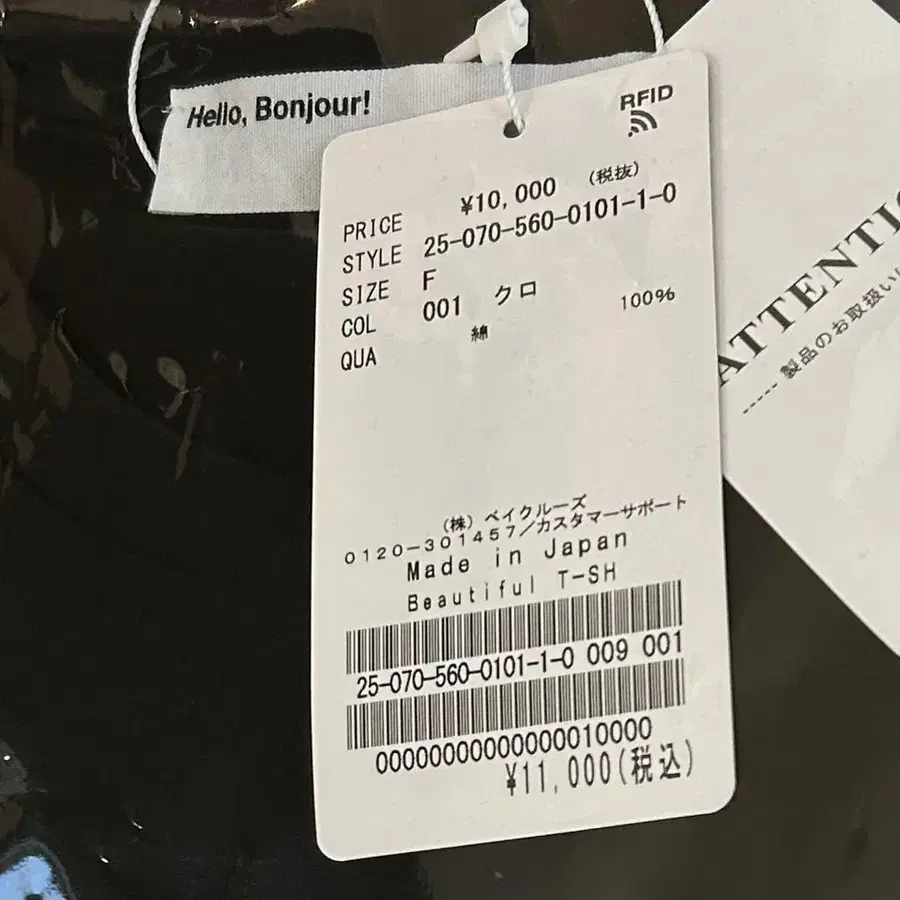 Hello, Bonjour!
RFID
PRICE ¥10,000 (税抜)
STYLE 25-070-560-0101-1-0
SIZE F
COL 001 クロ
QUA 綿 100%
(株) ベイクルーズ
0120-301457/カスタマーサポート
Made in Japan
Beautiful T-SH
25-070-560-0101-1-0 009 001
00000000000000010000
¥11,000(税込)
ATTENTIO
----- 製品のお取扱い